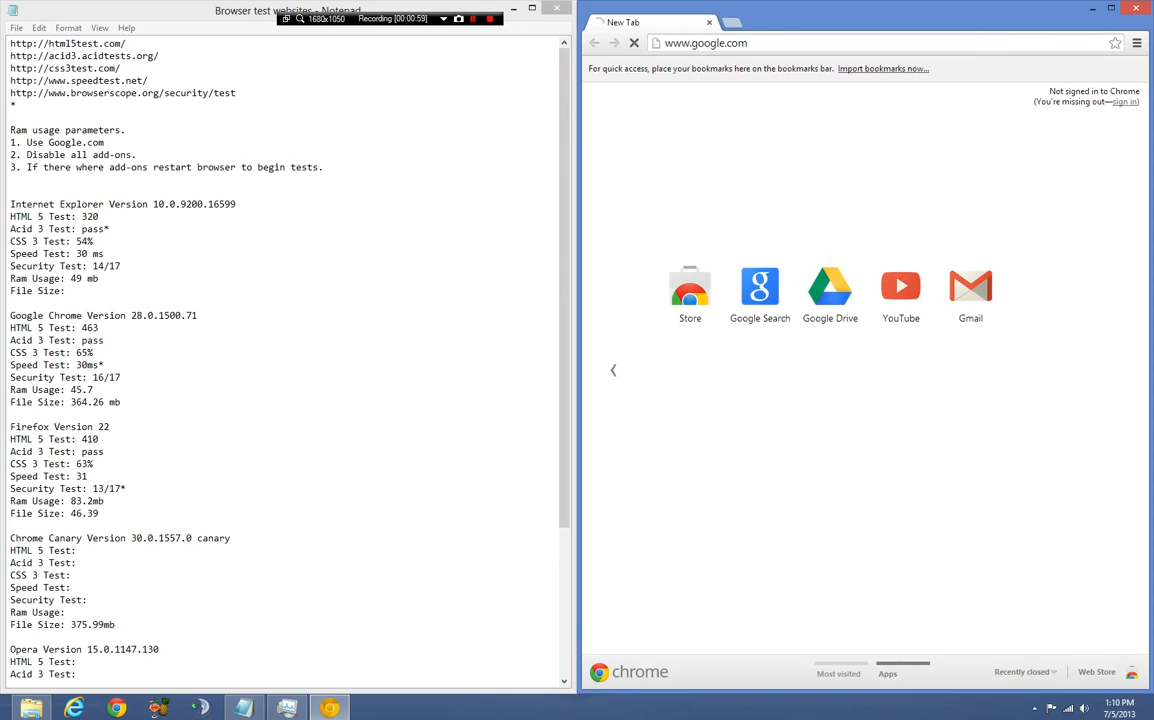 Browser test websites - Notepad
1680x1050
Recording [00:00:59]
File Edit Format View Help
http://html5test.com/
http://acid3.acidtests.org/
http://css3test.com/
http://www.speedtest.net/
http://www.browserscope.org/security/test
*
Ram usage parameters.
1. Use Google.com
2. Disable all add-ons.
3. If there where add-ons restart browser to begin tests.
Internet Explorer Version 10.0.9200.16599
HTML 5 Test: 320
Acid 3 Test: pass*
CSS 3 Test: 54%
Speed Test: 30 ms
Security Test: 14/17
Ram Usage: 49 mb
File Size:
Google Chrome Version 28.0.1500.71
HTML 5 Test: 463
Acid 3 Test: pass
CSS 3 Test: 65%
Speed Test: 30ms*
Security Test: 16/17
Ram Usage: 45.7
File Size: 364.26 mb
Firefox Version 22
HTML 5 Test: 410
Acid 3 Test: pass
CSS 3 Test: 63%
Speed Test: 31
Security Test: 13/17*
Ram Usage: 83.2mb
File Size: 46.39
Chrome Canary Version 30.0.1557.0 canary
HTML 5 Test:
Acid 3 Test:
CSS 3 Test:
Speed Test:
Security Test:
Ram Usage:
File Size: 375.99mb
Opera Version 15.0.1147.130
HTML 5 Test:
Acid 3 Test:
New Tab
www.google.com
For quick access, place your bookmarks here on the bookmarks bar. Import bookmarks now...
Not signed in to Chrome
(You're missing out—sign in)
Store
Google Search
Google Drive
YouTube
Gmail
chrome
Most visited
Apps
Recently closed
Web Store
1:10 PM
7/5/2013